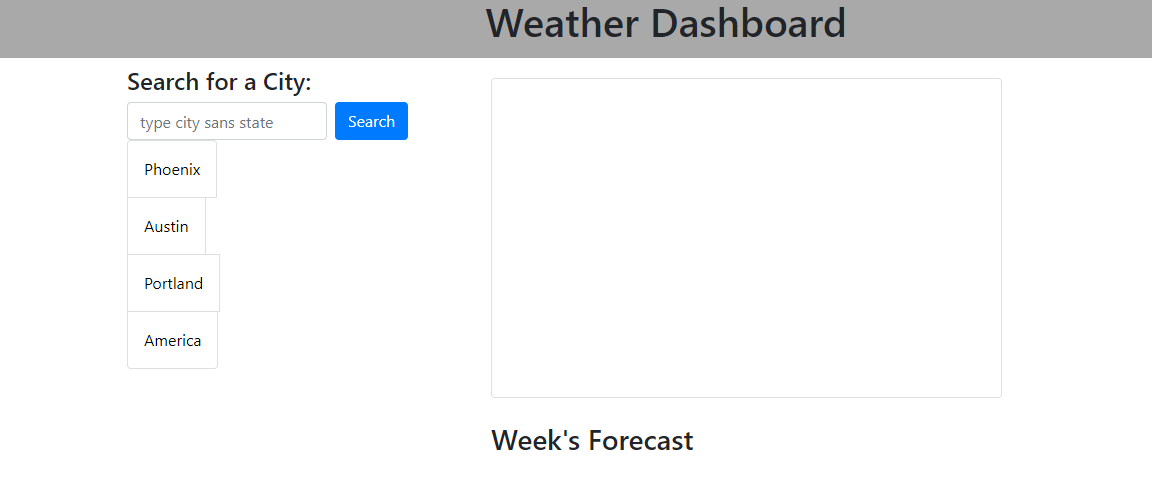 Weather Dashboard
Search for a City:
type city sans state
Search
Phoenix
Austin
Portland
America
Week's Forecast